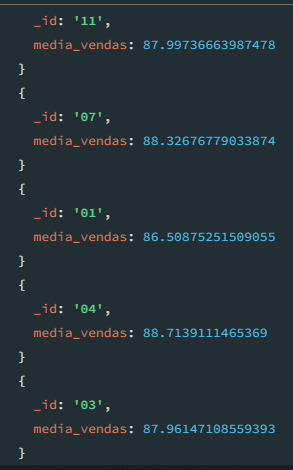 _id: '11',
media_vendas: 87.99736663987478
}
{
_id: '07',
media_vendas: 88.32676779033874
}
{
_id: '01',
media_vendas: 86.50875251509055
}
{
_id: '04',
media_vendas: 88.7139111465369
}
{
_id: '03',
media_vendas: 87.96147108559393
}